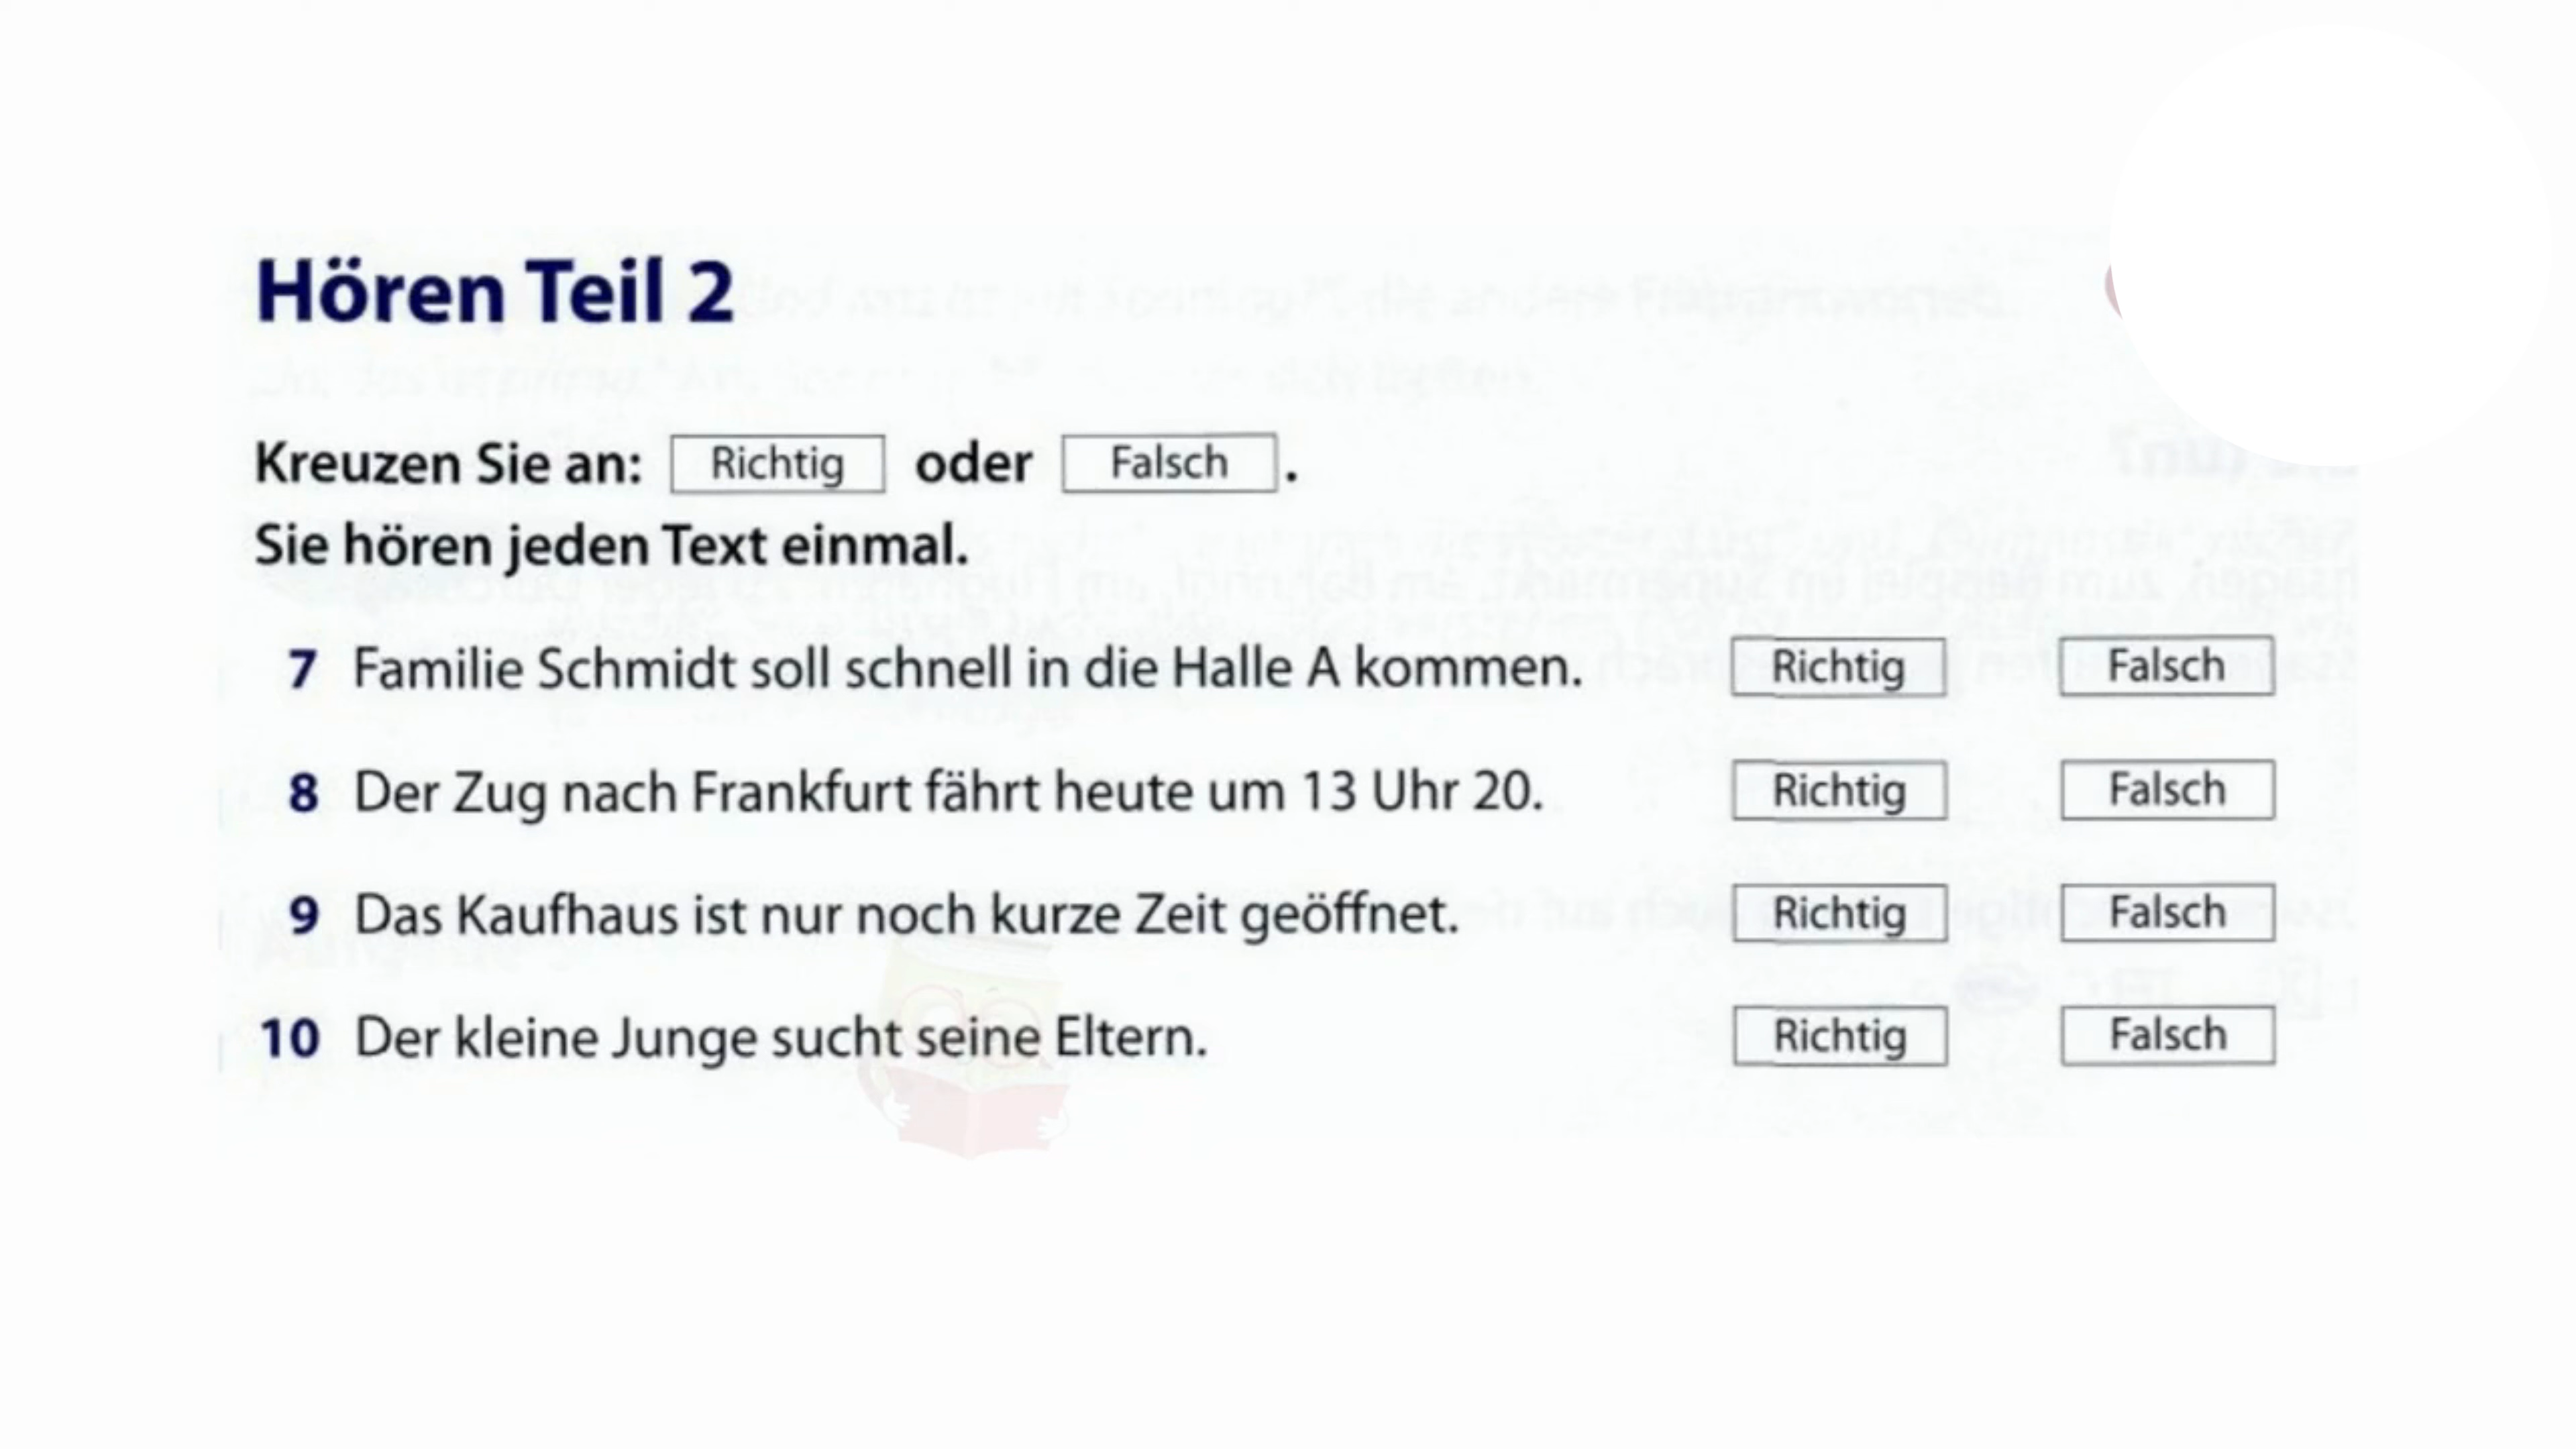 Hören Teil 2
Kreuzen Sie an: Richtig oder Falsch.
Sie hören jeden Text einmal.
7 Familie Schmidt soll schnell in die Halle A kommen. Richtig Falsch
8 Der Zug nach Frankfurt fährt heute um 13 Uhr 20. Richtig Falsch
9 Das Kaufhaus ist nur noch kurze Zeit geöffnet. Richtig Falsch
10 Der kleine Junge sucht seine Eltern. Richtig Falsch